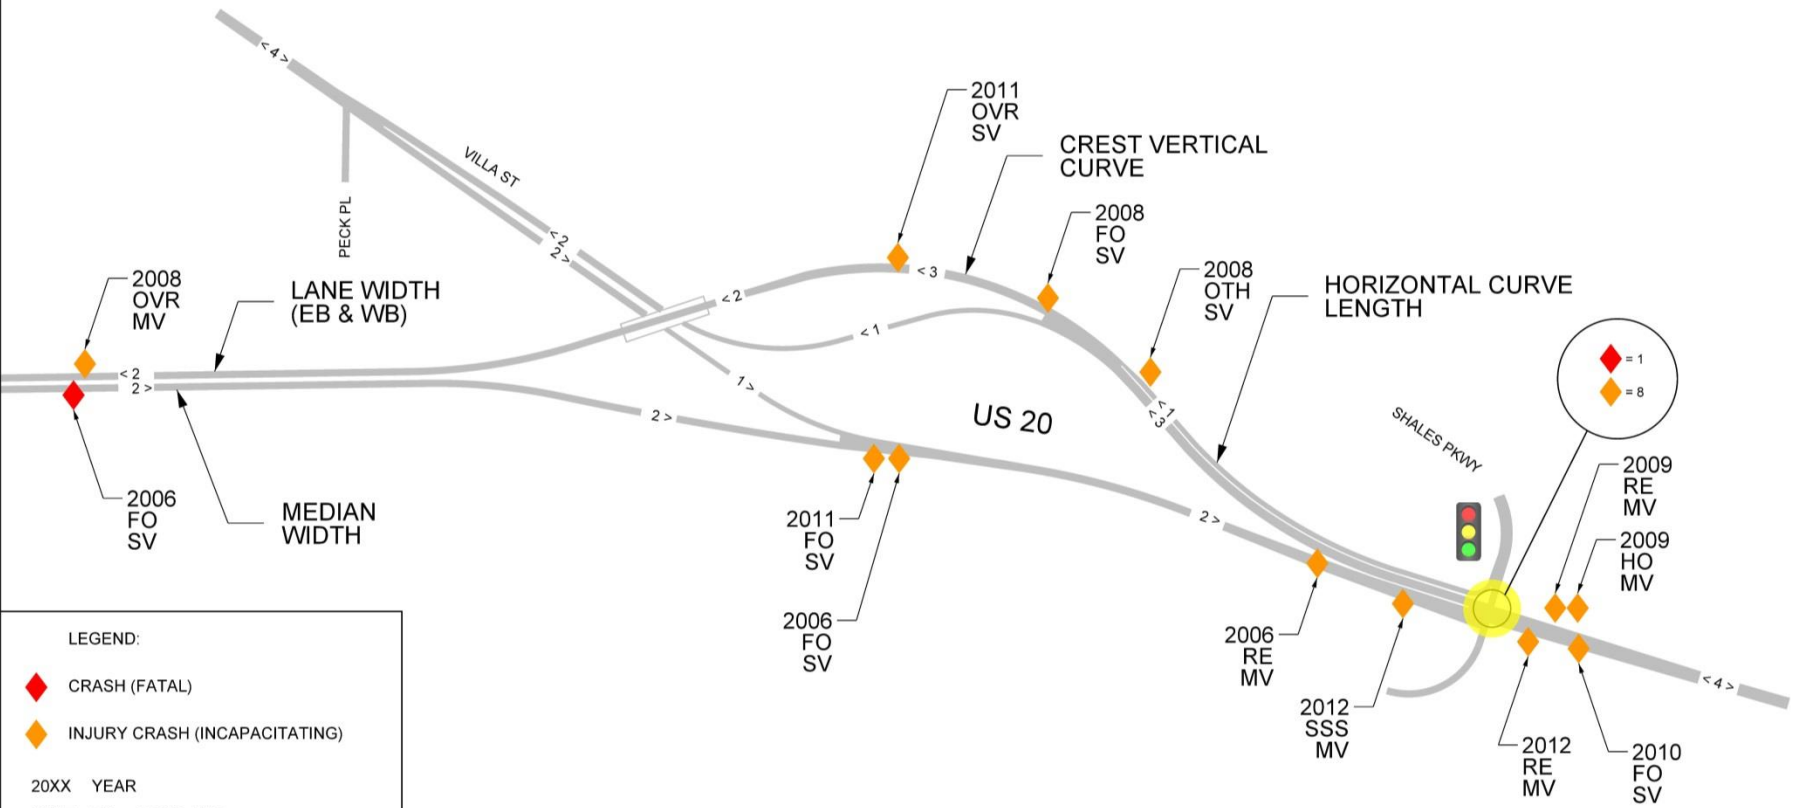 < 4 >
VILLA ST
PECK PL
< 2
2 >
2011
OVR
SV
CREST VERTICAL
CURVE
2008
FO
SV
2008
OTH
SV
HORIZONTAL CURVE
LENGTH
2008
OVR
MV
LANE WIDTH
(EB & WB)
< 2
< 3
< 1
< 2
2 >
1 >
2 >
US 20
< 1
< 3
= 1
= 8
SHALES PKWY
2009
RE
MV
2009
HO
MV
2006
FO
SV
MEDIAN
WIDTH
2011
FO
SV
2006
FO
SV
2 >
2006
RE
MV
2012
SSS
MV
< 4 >
2012
RE
MV
2010
FO
SV
LEGEND:
CRASH (FATAL)
INJURY CRASH (INCAPACITATING)
20XX YEAR